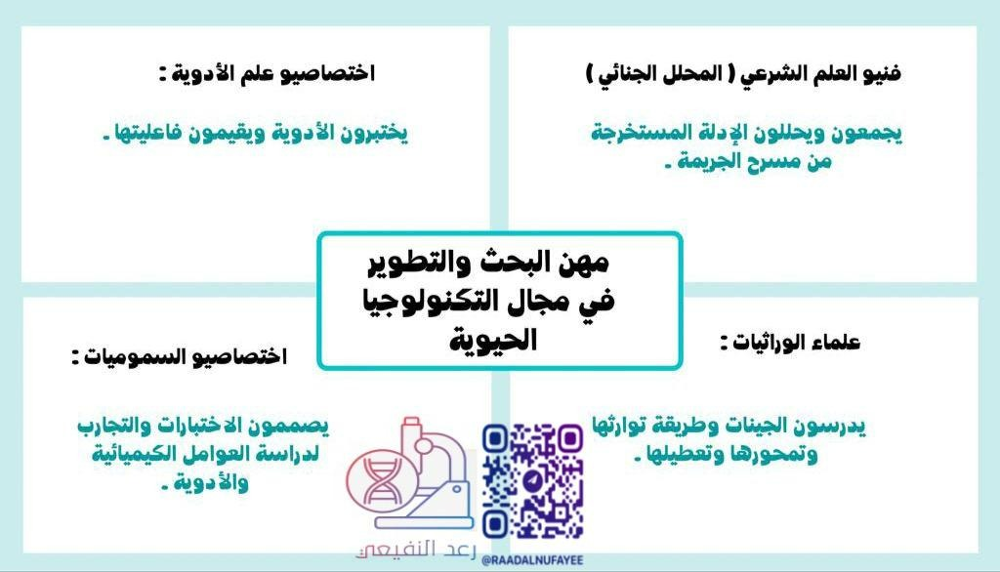 فنيو العلم الشرعي ( المحلل الجنائي )
يجمعون ويحللون الإدلة المستخرجة
من مسرح الجريمة .
اختصاصيو علم الأدوية :
يختبرون الأدوية ويقيمون فاعليتها .
مهن البحث والتطوير
في مجال التكنولوجيا
الحيوية
علماء الوراثيات :
يدرسون الجينات وطريقة توارثها
وتمحورها وتعطيلها .
اختصاصيو السموميات :
يصممون الاختبارات والتجارب
لدراسة العوامل الكيميائية
والأدوية .
رعد النفيعي
@RAADALNUFAYEE